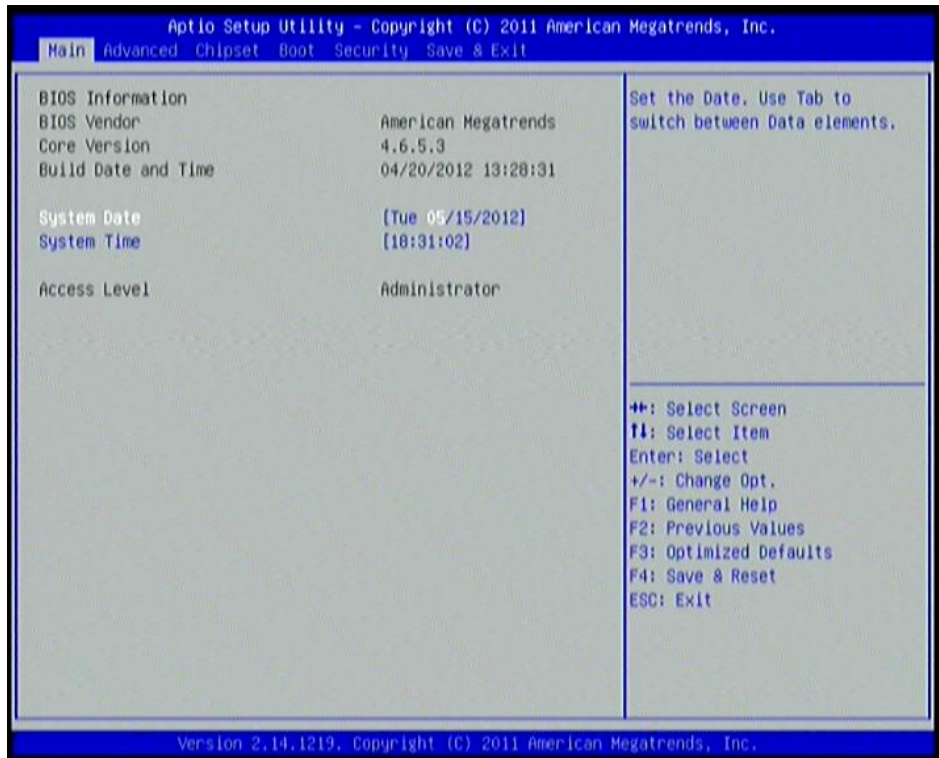 Aptio Setup Utility - Copyright (C) 2011 American Megatrends, Inc.
Main Advanced Chipset Boot Security Save & Exit
BIOS Information
BIOS Vendor American Megatrends
Core Version 4.6.5.3
Build Date and Time 04/20/2012 13:28:31
System Date [Tue 05/15/2012]
System Time [18:31:02]
Access Level Administrator
Set the Date. Use Tab to
switch between Data elements.
→←: Select Screen
↑↓: Select Item
Enter: Select
+/-: Change Opt.
F1: General Help
F2: Previous Values
F3: Optimized Defaults
F4: Save & Reset
ESC: Exit
Version 2.14.1219. Copyright (C) 2011 American Megatrends, Inc.